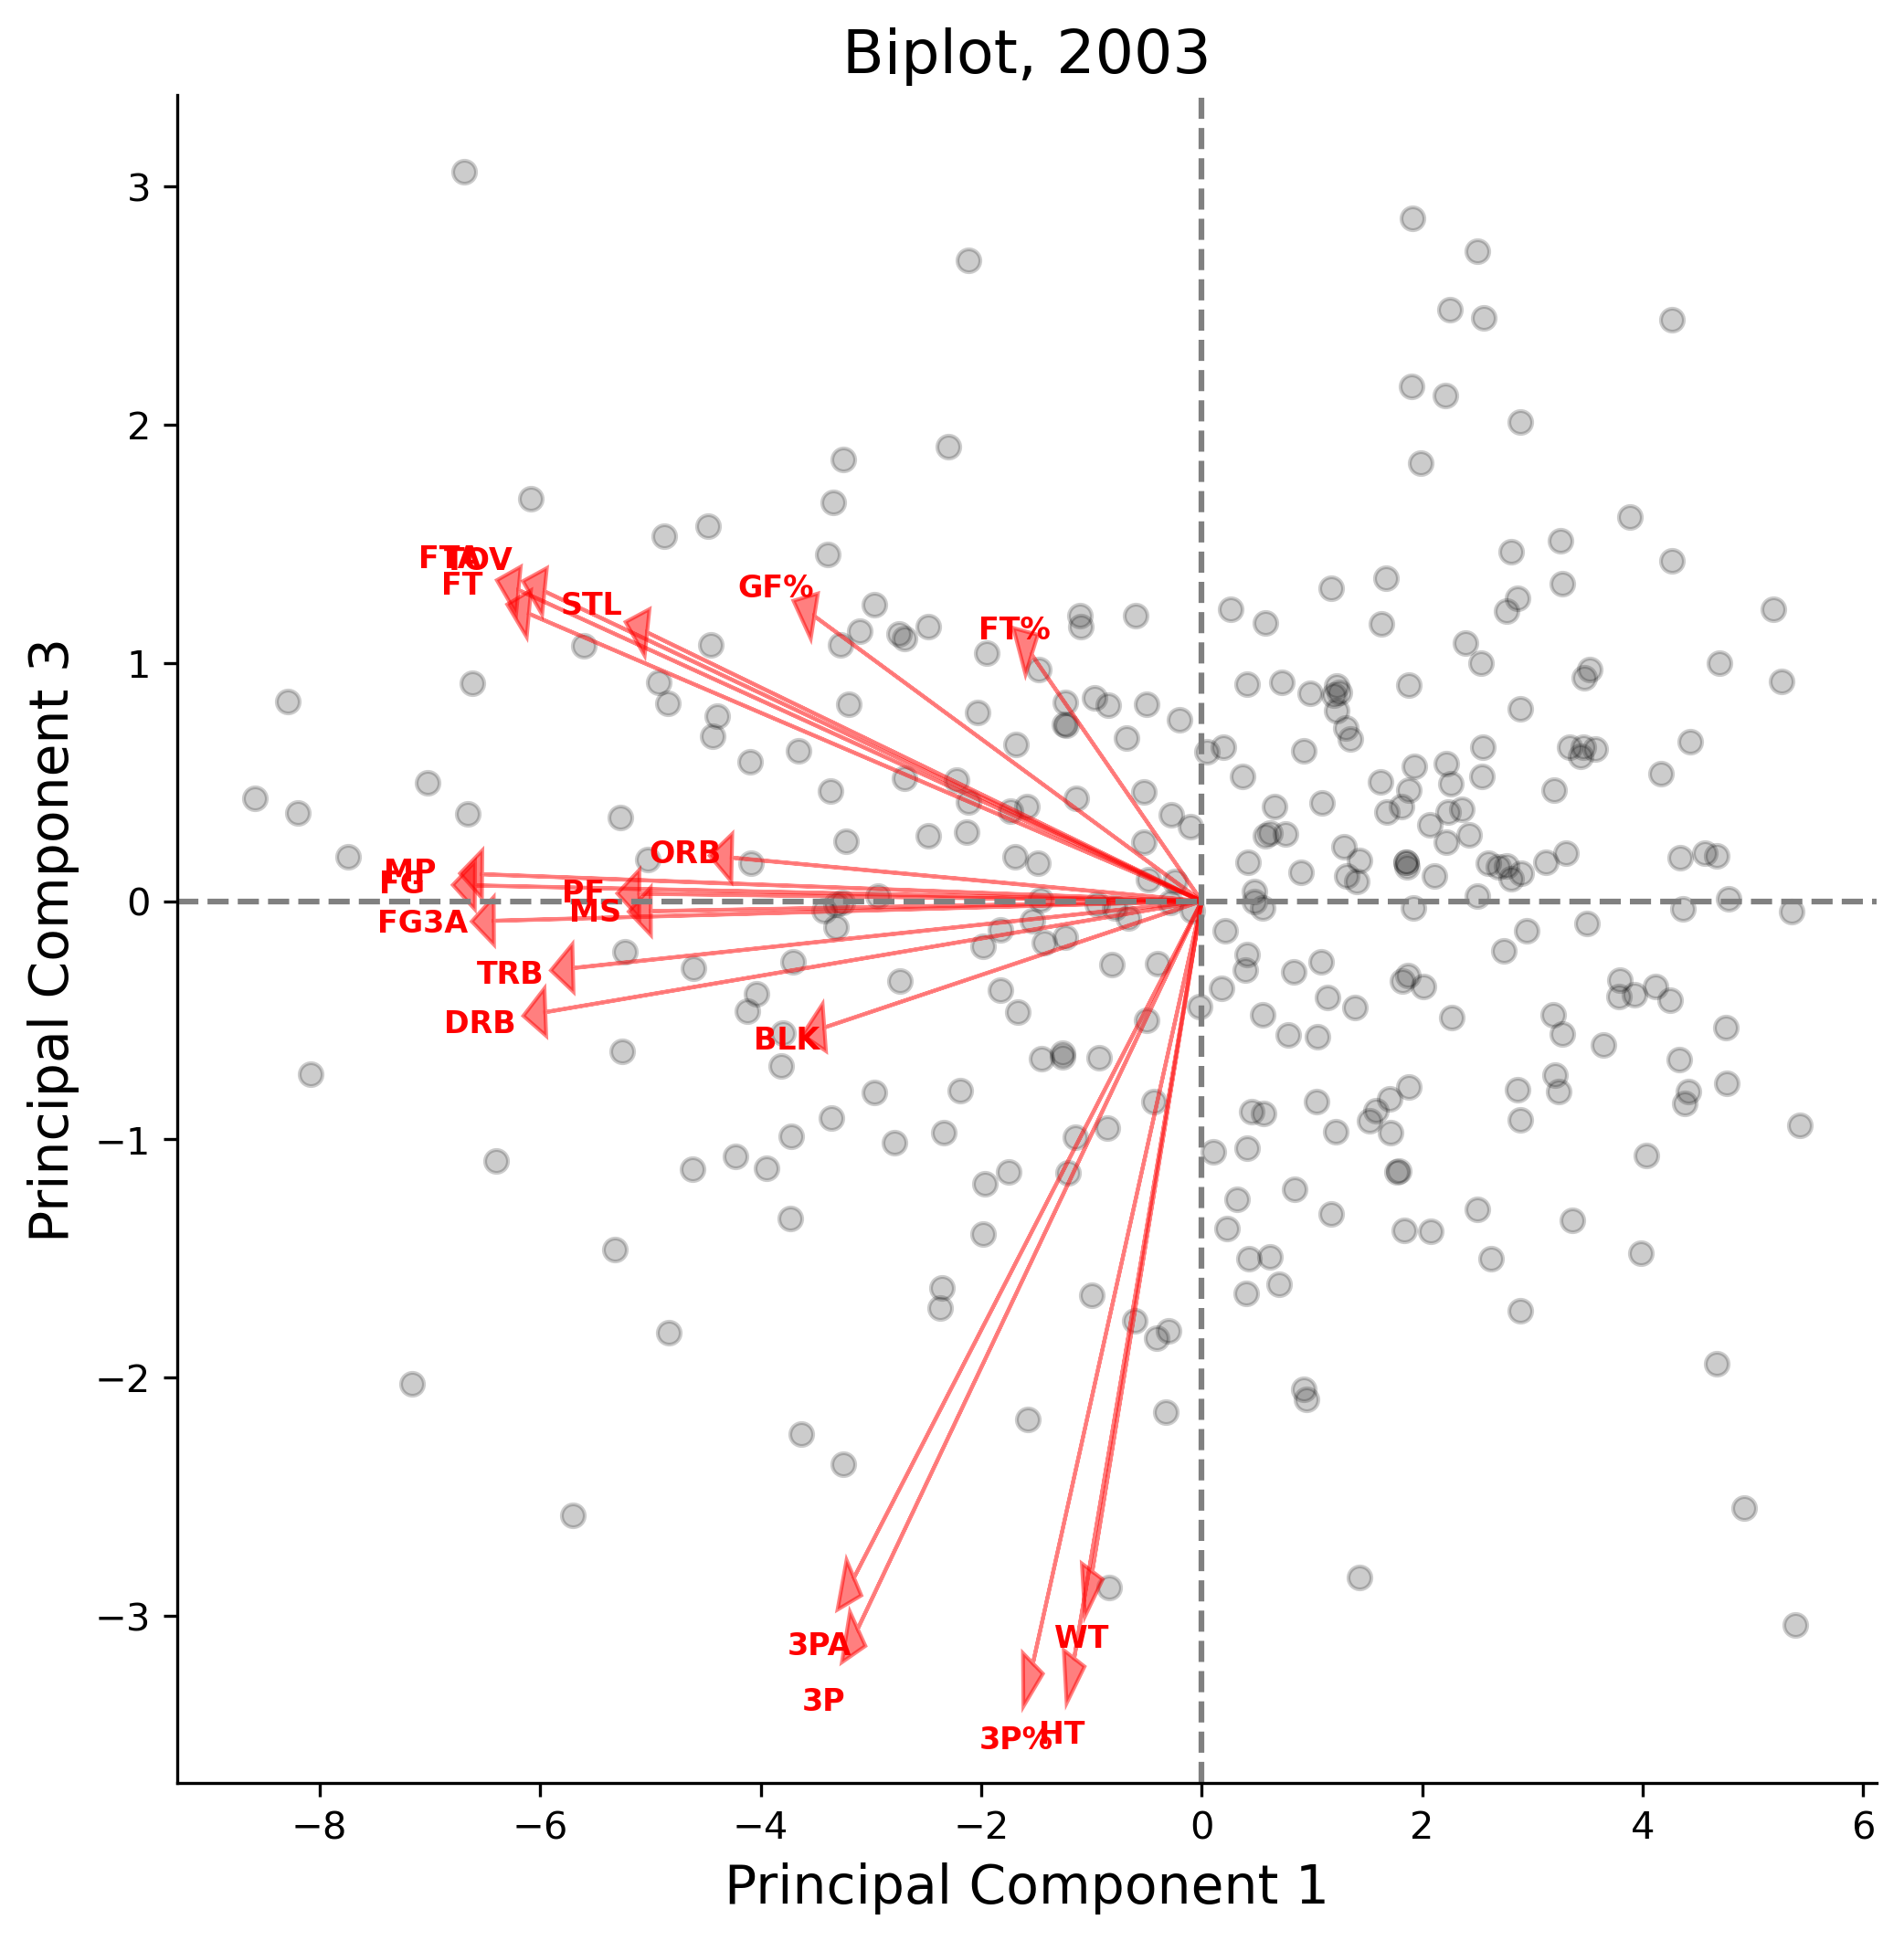 Biplot, 2003
Principal Component 3
3
2
1
0
−1
−2
−3
FTA
TOV
FT
STL
GF%
FT%
ORB
MP
FG
PF
MS
FG3A
TRB
DRB
BLK
3PA
WT
3P
3P%
HT
−8
−6
−4
−2
0
2
4
6
Principal Component 1